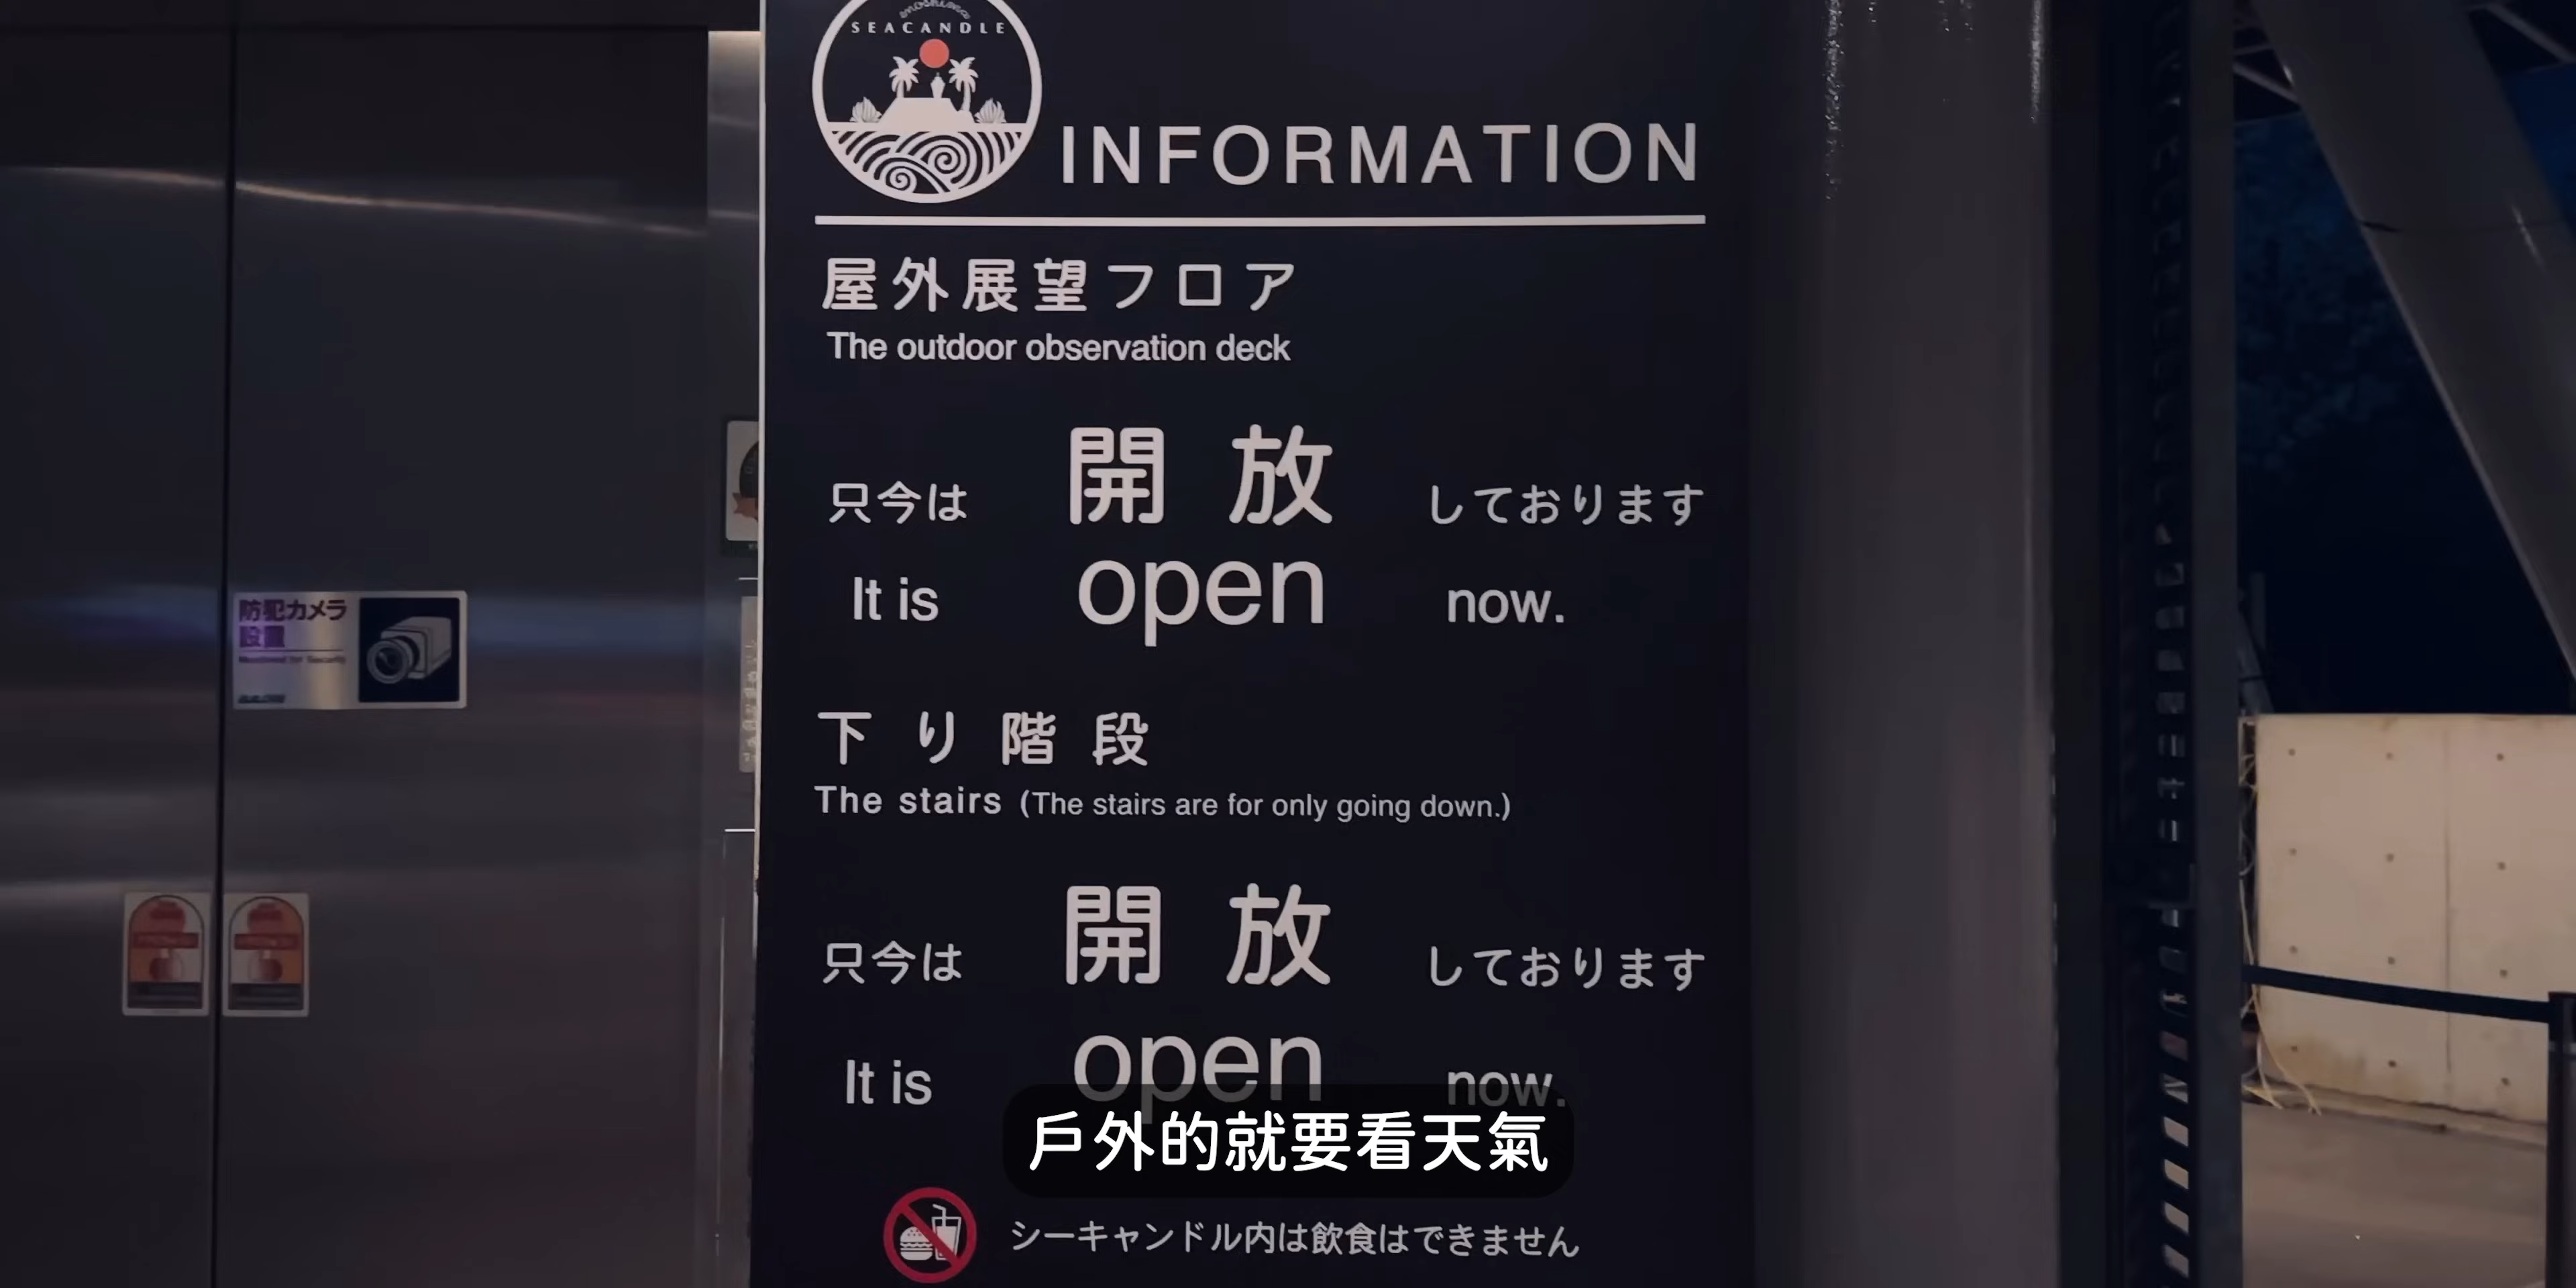 SEACANDLE
INFORMATION
屋外展望フロア
The outdoor observation deck
只今は 開放 しております
It is open now.
下り階段
The stairs (The stairs are for only going down.)
只今は 開放 しております
It is open now.
戶外的就要看天氣
シーキャンドル内は飲食はできません
防犯カメラ
設置